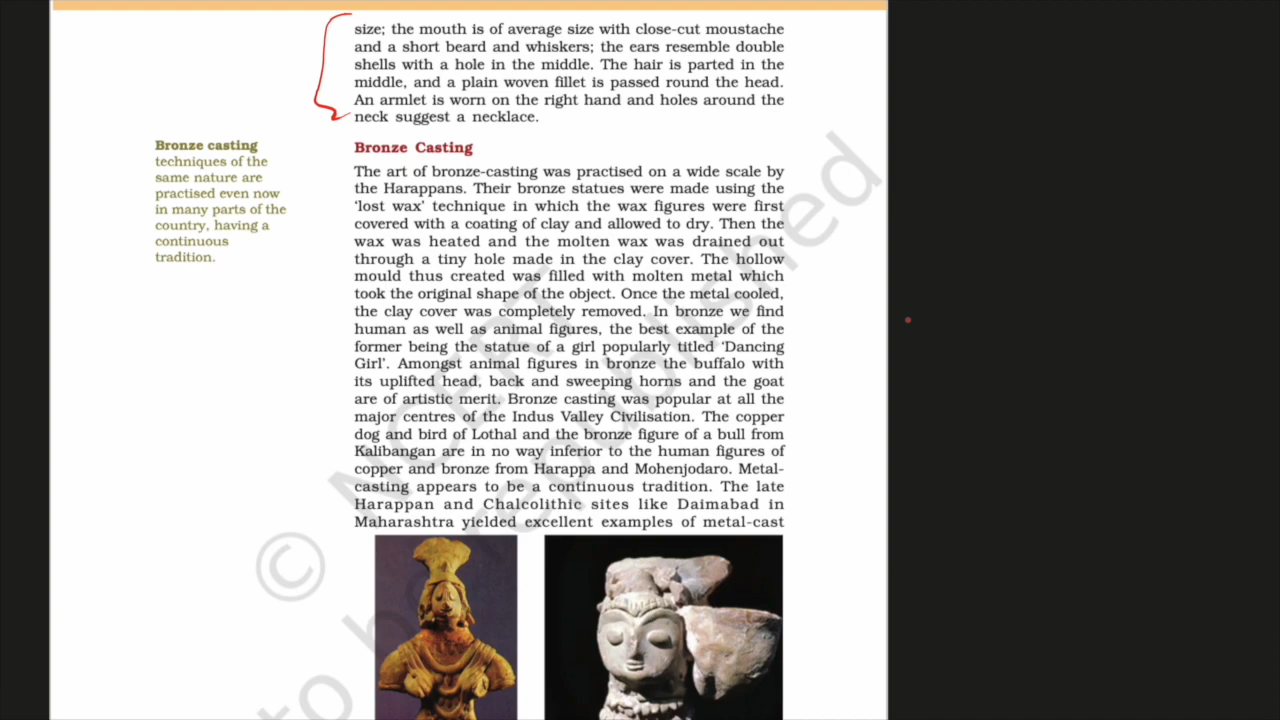 size; the mouth is of average size with close-cut moustache
and a short beard and whiskers; the ears resemble double
shells with a hole in the middle. The hair is parted in the
middle, and a plain woven fillet is passed round the head.
An armlet is worn on the right hand and holes around the
neck suggest a necklace.
Bronze casting
techniques of the
same nature are
practised even now
in many parts of the
country, having a
continuous
tradition.
Bronze Casting
The art of bronze-casting was practised on a wide scale by
the Harappans. Their bronze statues were made using the
‘lost wax’ technique in which the wax figures were first
covered with a coating of clay and allowed to dry. Then the
wax was heated and the molten wax was drained out
through a tiny hole made in the clay cover. The hollow
mould thus created was filled with molten metal which
took the original shape of the object. Once the metal cooled,
the clay cover was completely removed. In bronze we find
human as well as animal figures, the best example of the
former being the statue of a girl popularly titled ‘Dancing
Girl’. Amongst animal figures in bronze the buffalo with
its uplifted head, back and sweeping horns and the goat
are of artistic merit. Bronze casting was popular at all the
major centres of the Indus Valley Civilisation. The copper
dog and bird of Lothal and the bronze figure of a bull from
Kalibangan are in no way inferior to the human figures of
copper and bronze from Harappa and Mohenjodaro. Metal-
casting appears to be a continuous tradition. The late
Harappan and Chalcolithic sites like Daimabad in
Maharashtra yielded excellent examples of metal-cast
© NCERT
to be republished